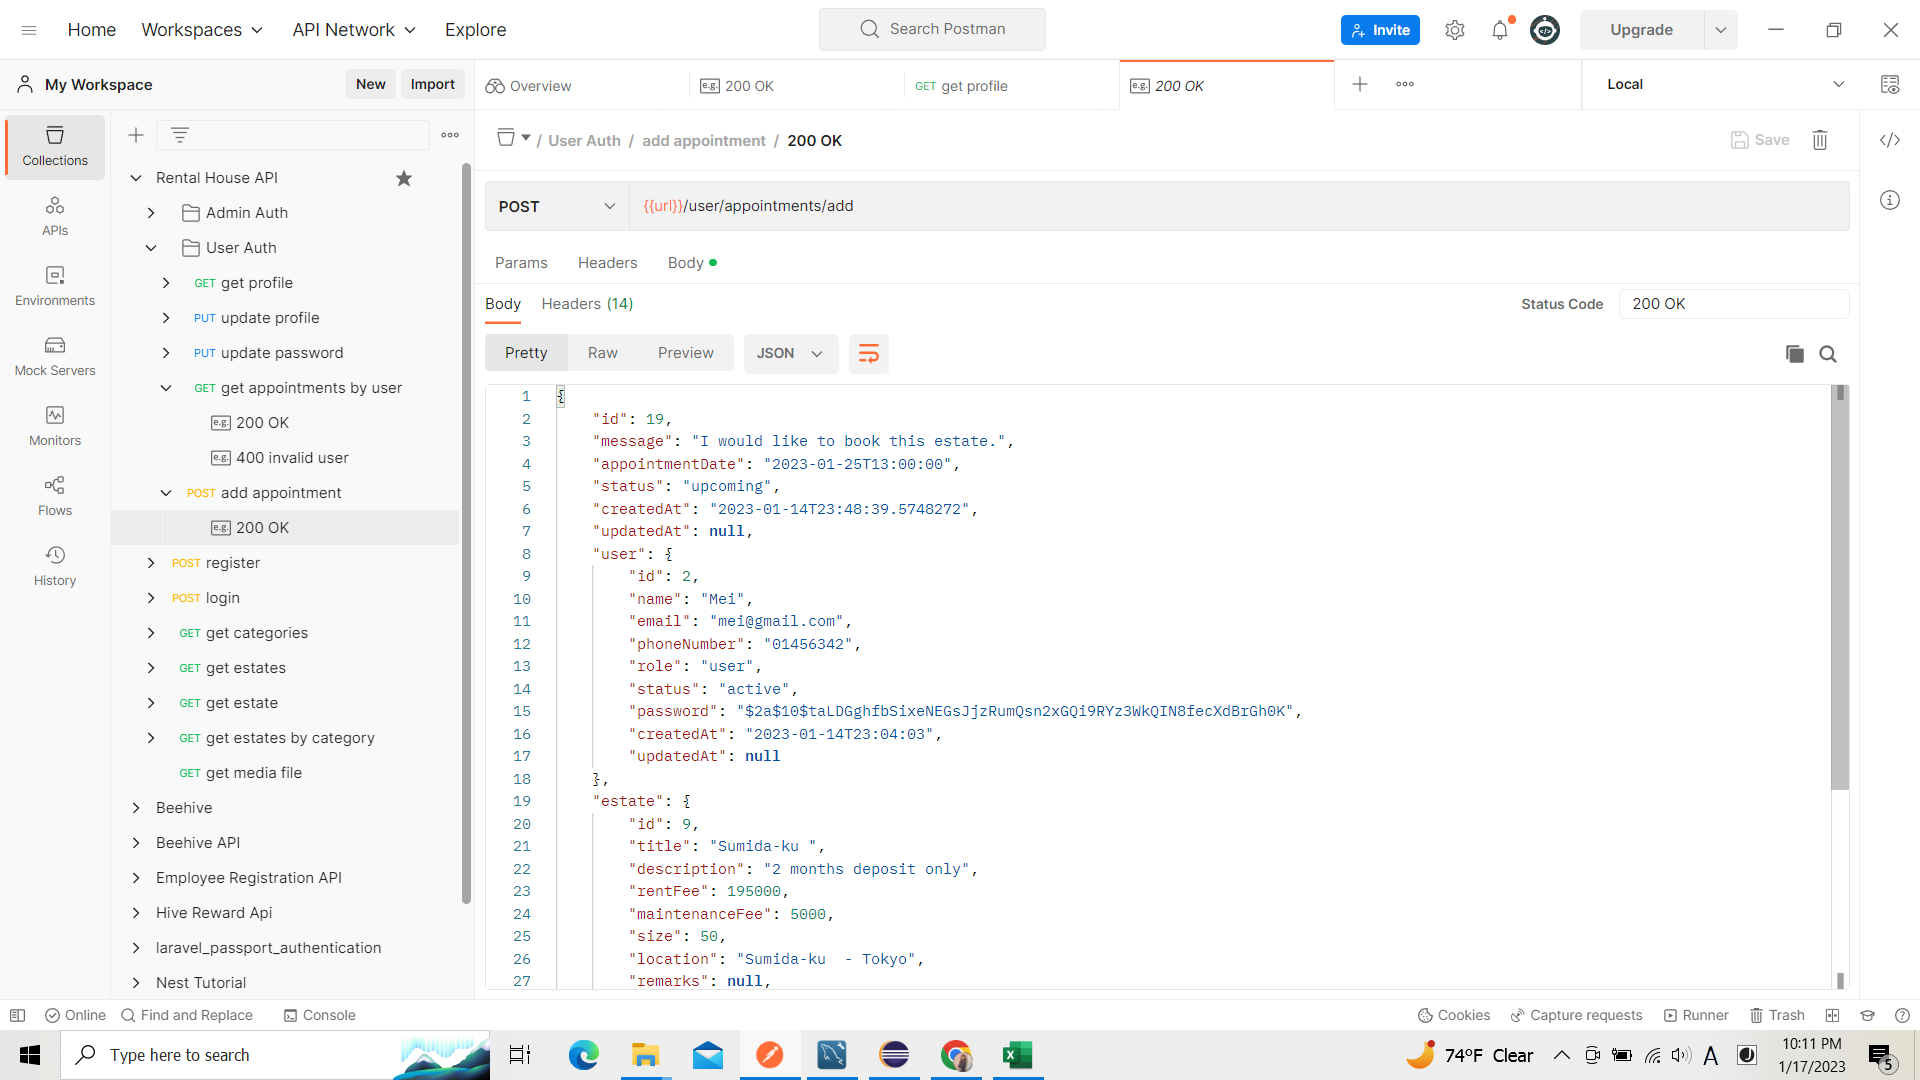 Home Workspaces API Network Explore Search Postman Invite Upgrade
My Workspace New Import Overview e.g. 200 OK GET get profile e.g. 200 OK Local
Collections
APIs
Environments
Mock Servers
Monitors
Flows
History
Rental House API
Admin Auth
User Auth
GET get profile
PUT update profile
PUT update password
GET get appointments by user
e.g. 200 OK
e.g. 400 invalid user
POST add appointment
e.g. 200 OK
POST register
POST login
GET get categories
GET get estates
GET get estate
GET get estates by category
GET get media file
Beehive
Beehive API
Employee Registration API
Hive Reward Api
laravel_passport_authentication
Nest Tutorial
/ User Auth / add appointment / 200 OK Save
POST {{url}}/user/appointments/add
Params Headers Body
Body Headers (14) Status Code 200 OK
Pretty Raw Preview JSON
1 {
2 "id": 19,
3 "message": "I would like to book this estate.",
4 "appointmentDate": "2023-01-25T13:00:00",
5 "status": "upcoming",
6 "createdAt": "2023-01-14T23:48:39.5748272",
7 "updatedAt": null,
8 "user": {
9 "id": 2,
10 "name": "Mei",
11 "email": "mei@gmail.com",
12 "phoneNumber": "01456342",
13 "role": "user",
14 "status": "active",
15 "password": "$2a$10$taLDGghfbSixeNEGsJjzRumQsn2xGQi9RYz3WkQIN8fecXdBrGh0K",
16 "createdAt": "2023-01-14T23:04:03",
17 "updatedAt": null
18 },
19 "estate": {
20 "id": 9,
21 "title": "Sumida-ku ",
22 "description": "2 months deposit only",
23 "rentFee": 195000,
24 "maintenanceFee": 5000,
25 "size": 50,
26 "location": "Sumida-ku  - Tokyo",
27 "remarks": null,
Online Find and Replace Console Cookies Capture requests Runner Trash
Type here to search 74°F Clear A 10:11 PM
1/17/2023 5